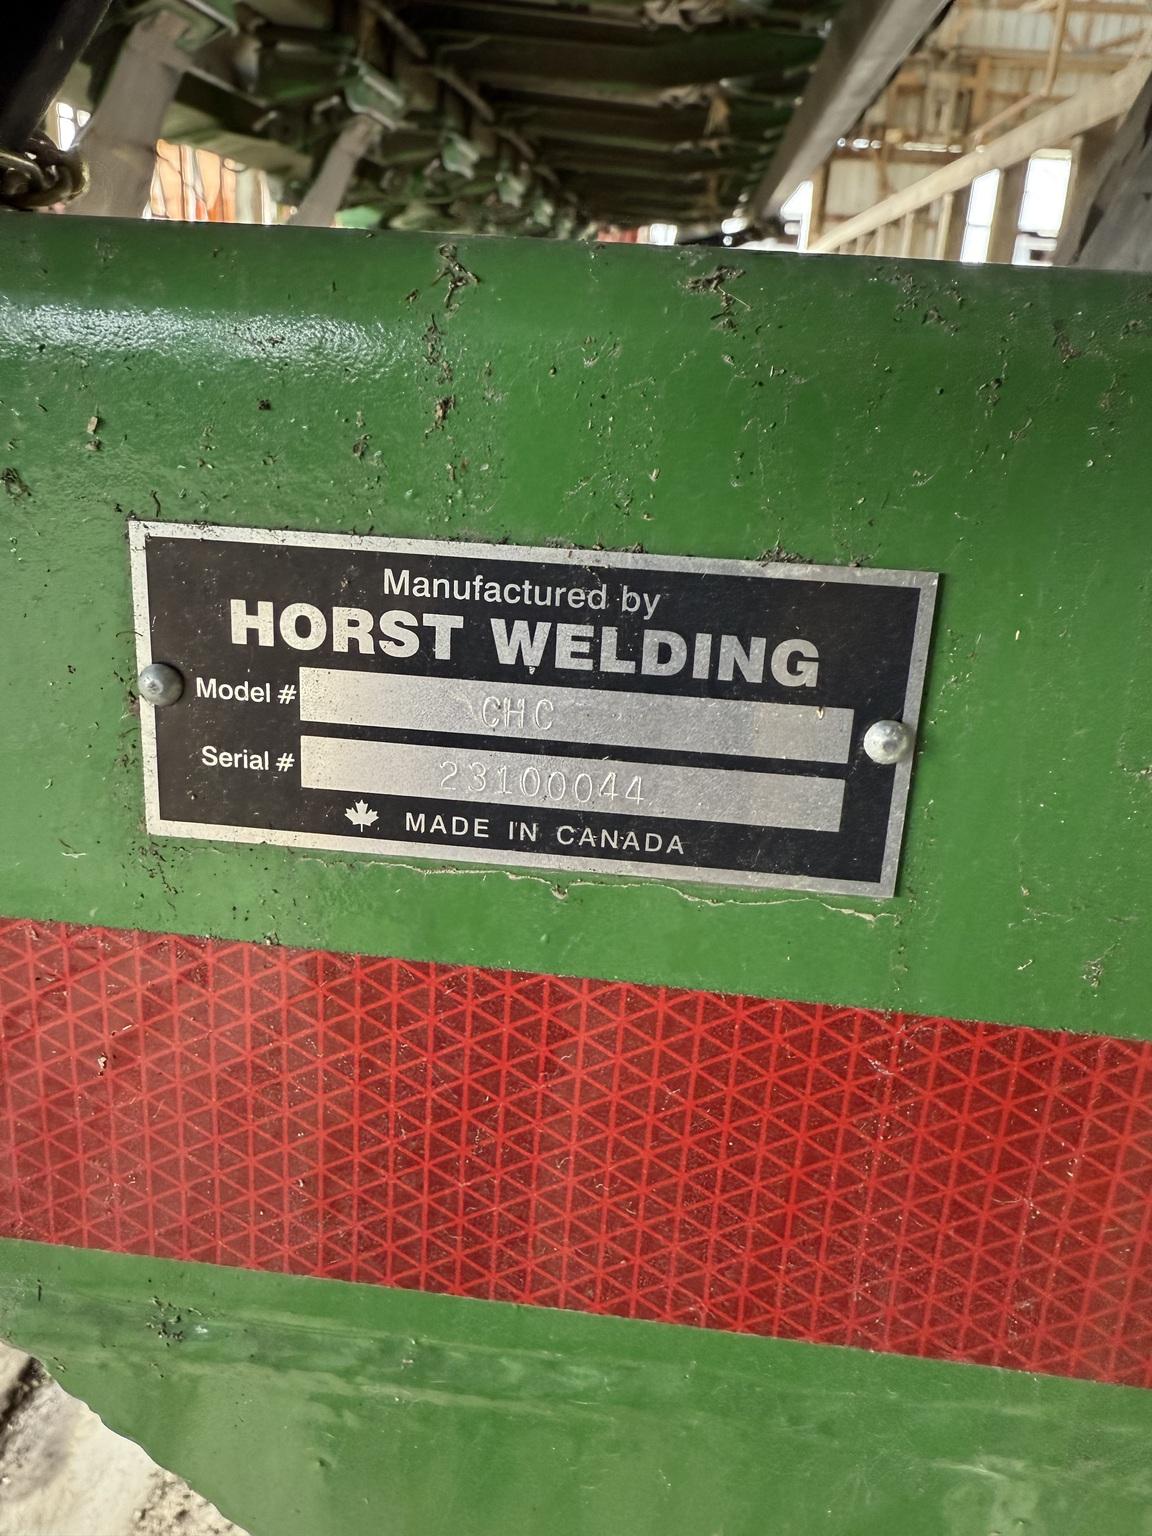 Manufactured by
HORST WELDING
Model # CHC
Serial # 23100044
MADE IN CANADA